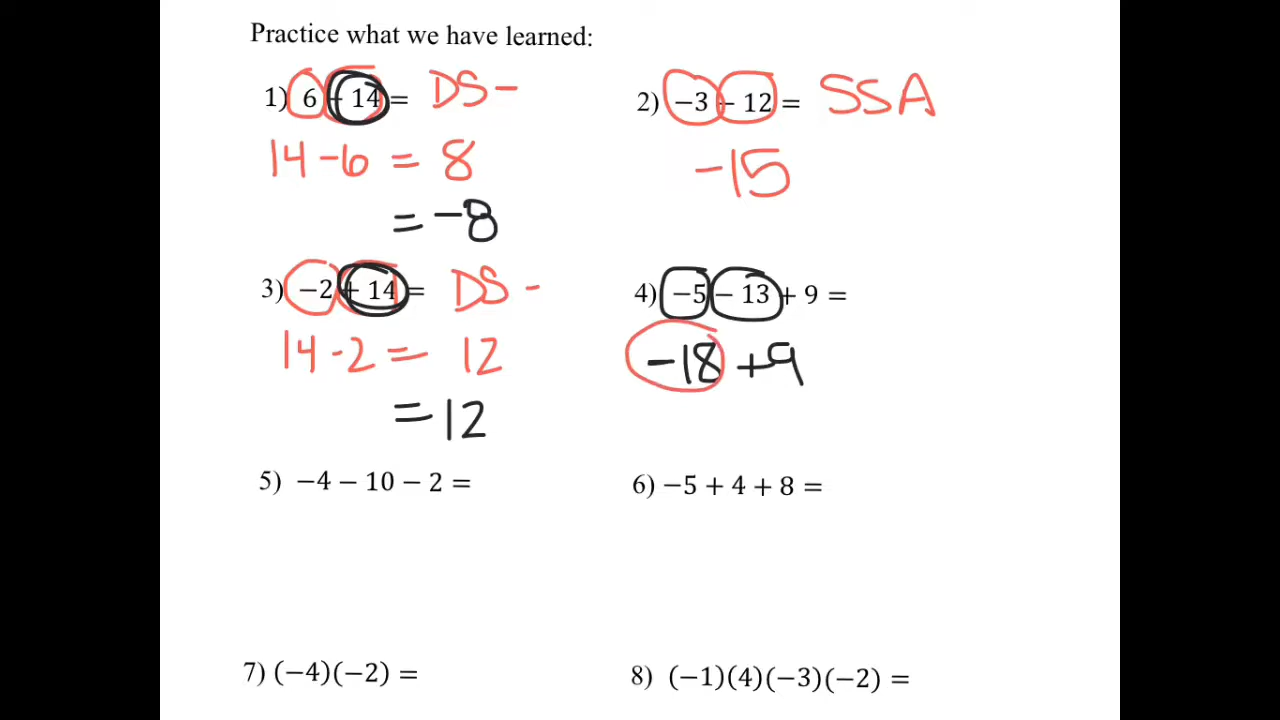 Practice what we have learned:
1) 6 − 14 = DS −
14 − 6 = 8
= −8
2) −3 − 12 = SSA
−15
3) −2 + 14 = DS −
14 - 2 = 12
= 12
4) −5 − 13 + 9 =
−18 + 9
5) −4 − 10 − 2 =
6) −5 + 4 + 8 =
7) (−4)(−2) =
8) (−1)(4)(−3)(−2) =